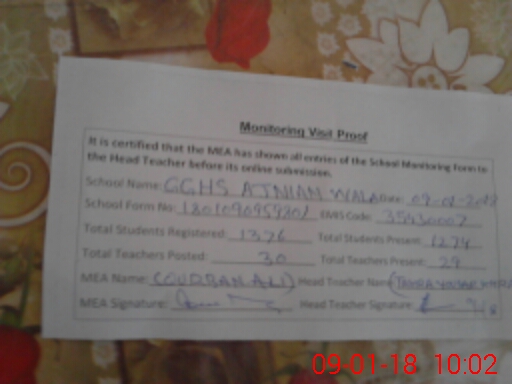 Monitoring Visit Proof
It is certified that the MEA has shown all entries of the School Monitoring Form to
the Head Teacher before its online submission.
School Name: GGHS AJNIAN WALA Date: 09-01-2018
School Form No: EMIS Code: 35430007
Total Students Registered: 1376 Total Students Present: 1274
Total Teachers Posted: 30 Total Teachers Present: 29
MEA Name: Head Teacher Name
MEA Signature: Head Teacher Signature
09-01-18 10:02